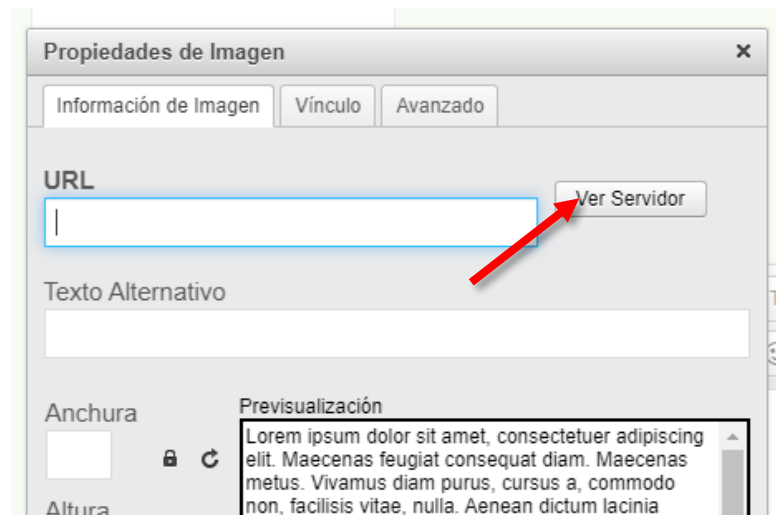 Propiedades de Imagen
Información de Imagen
Vínculo
Avanzado
URL
Ver Servidor
Texto Alternativo
Anchura
Previsualización
Lorem ipsum dolor sit amet, consectetuer adipiscing
elit. Maecenas feugiat consequat diam. Maecenas
metus. Vivamus diam purus, cursus a, commodo
non, facilisis vitae, nulla. Aenean dictum lacinia
Altura